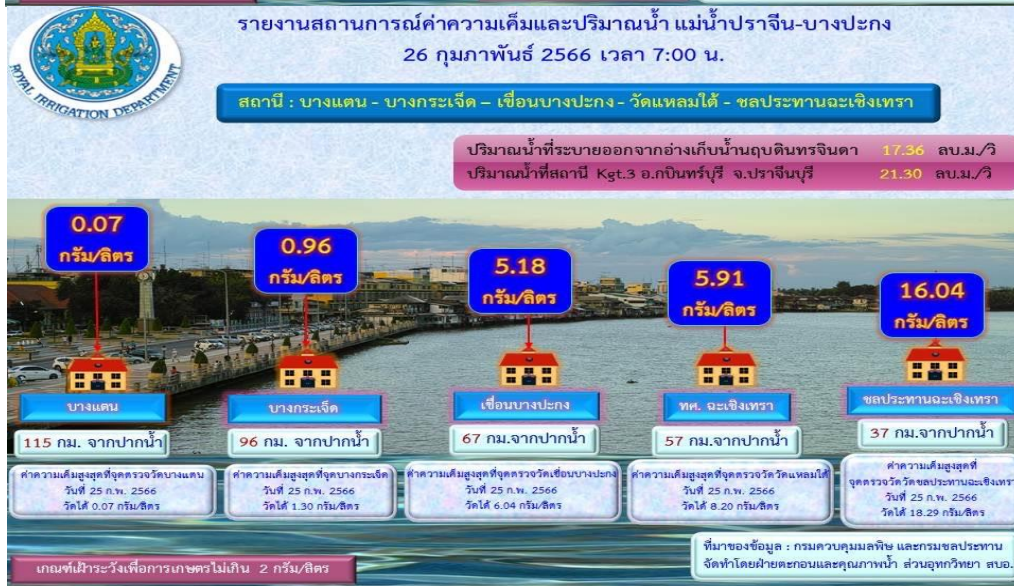 รายงานสถานการณ์ค่าความเค็มและปริมาณน้ำ แม่น้ำปราจีน-บางปะกง
26 กุมภาพันธ์ 2566 เวลา 7:00 น.
ROYAL IRRIGATION DEPARTMENT
สถานี : บางแตน - บางกระเจ็ด – เขื่อนบางปะกง - วัดแหลมใต้ - ชลประทานฉะเชิงเทรา
ปริมาณน้ำที่ระบายออกจากอ่างเก็บน้ำนฤบดินทรจินดา 17.36 ลบ.ม./วิ
ปริมาณน้ำที่สถานี Kgt.3 อ.กบินทร์บุรี จ.ปราจีนบุรี 21.30 ลบ.ม./วิ
0.07
กรัม/ลิตร
บางแตน
115 กม. จากปากน้ำ
ค่าความเค็มสูงสุดที่จุดตรวจวัดบางแตน
วันที่ 25 ก.พ. 2566
วัดได้ 0.07 กรัม/ลิตร
0.96
กรัม/ลิตร
บางกระเจ็ด
96 กม. จากปากน้ำ
ค่าความเค็มสูงสุดที่จุดบางกระเจ็ด
วันที่ 25 ก.พ. 2566
วัดได้ 1.30 กรัม/ลิตร
5.18
กรัม/ลิตร
เขื่อนบางปะกง
67 กม.จากปากน้ำ
ค่าความเค็มสูงสุดที่จุดตรวจวัดเขื่อนบางปะกง
วันที่ 25 ก.พ. 2566
วัดได้ 6.04 กรัม/ลิตร
5.91
กรัม/ลิตร
ทศ. ฉะเชิงเทรา
57 กม.จากปากน้ำ
ค่าความเค็มสูงสุดที่จุดตรวจวัดวัดแหลมใต้
วันที่ 25 ก.พ. 2566
วัดได้ 8.20 กรัม/ลิตร
16.04
กรัม/ลิตร
ชลประทานฉะเชิงเทรา
37 กม.จากปากน้ำ
ค่าความเค็มสูงสุดที่
จุดตรวจวัดวัดชลประทานฉะเชิงเทรา
วันที่ 25 ก.พ. 2566
วัดได้ 18.29 กรัม/ลิตร
เกณฑ์เฝ้าระวังเพื่อการเกษตรไม่เกิน 2 กรัม/ลิตร
ที่มาของข้อมูล : กรมควบคุมมลพิษ และกรมชลประทาน
จัดทำโดยฝ่ายตะกอนและคุณภาพน้ำ ส่วนอุทกวิทยา สบอ.